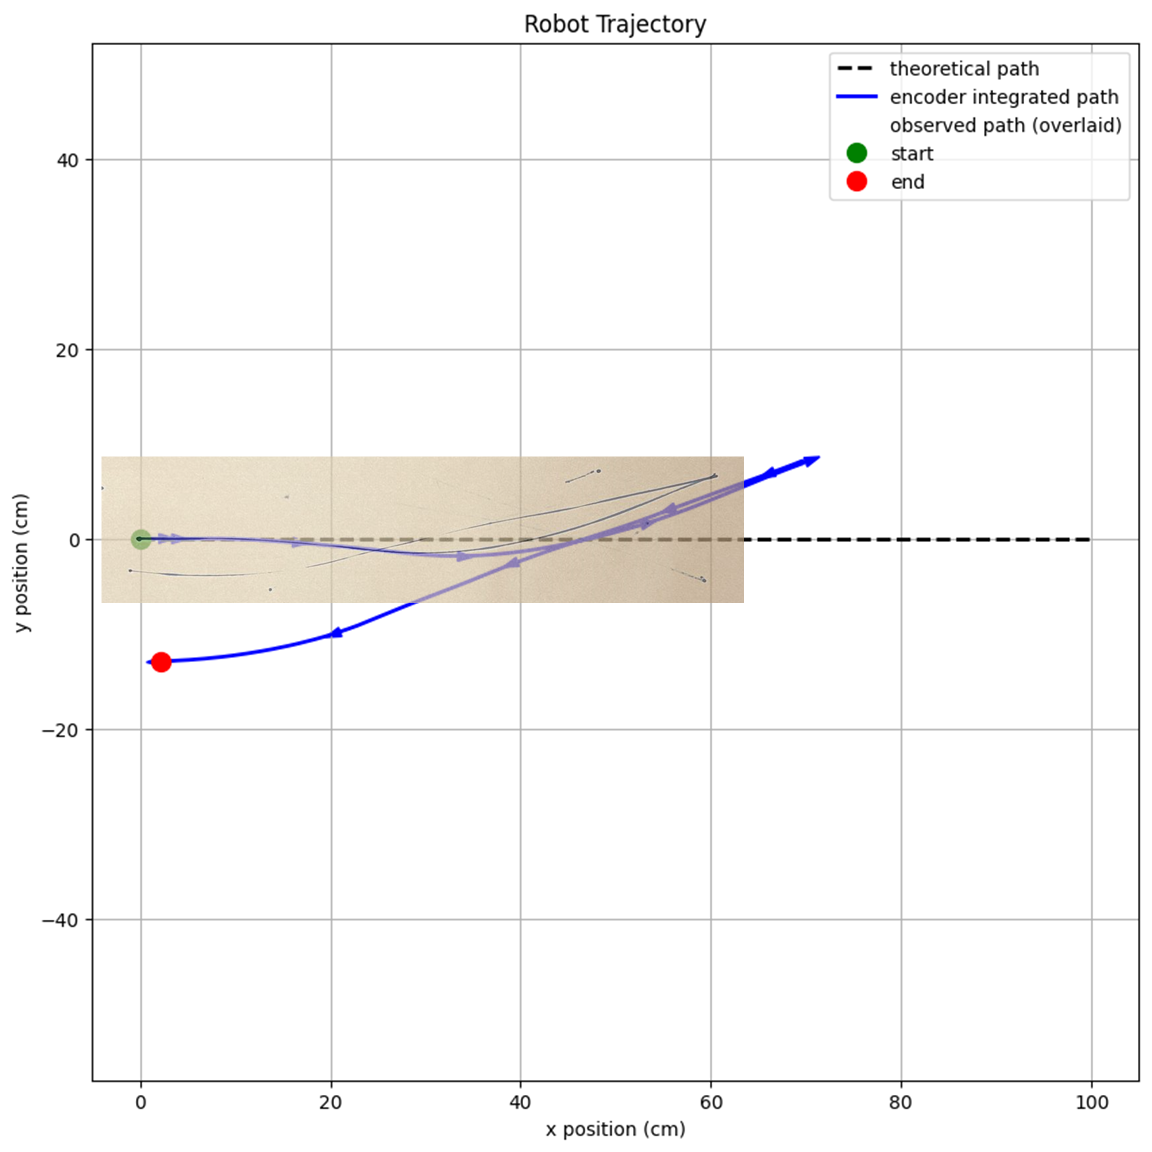 Robot Trajectory
theoretical path
encoder integrated path
observed path (overlaid)
start
end
40
20
0
−20
−40
y position (cm)
0
20
40
60
80
100
x position (cm)